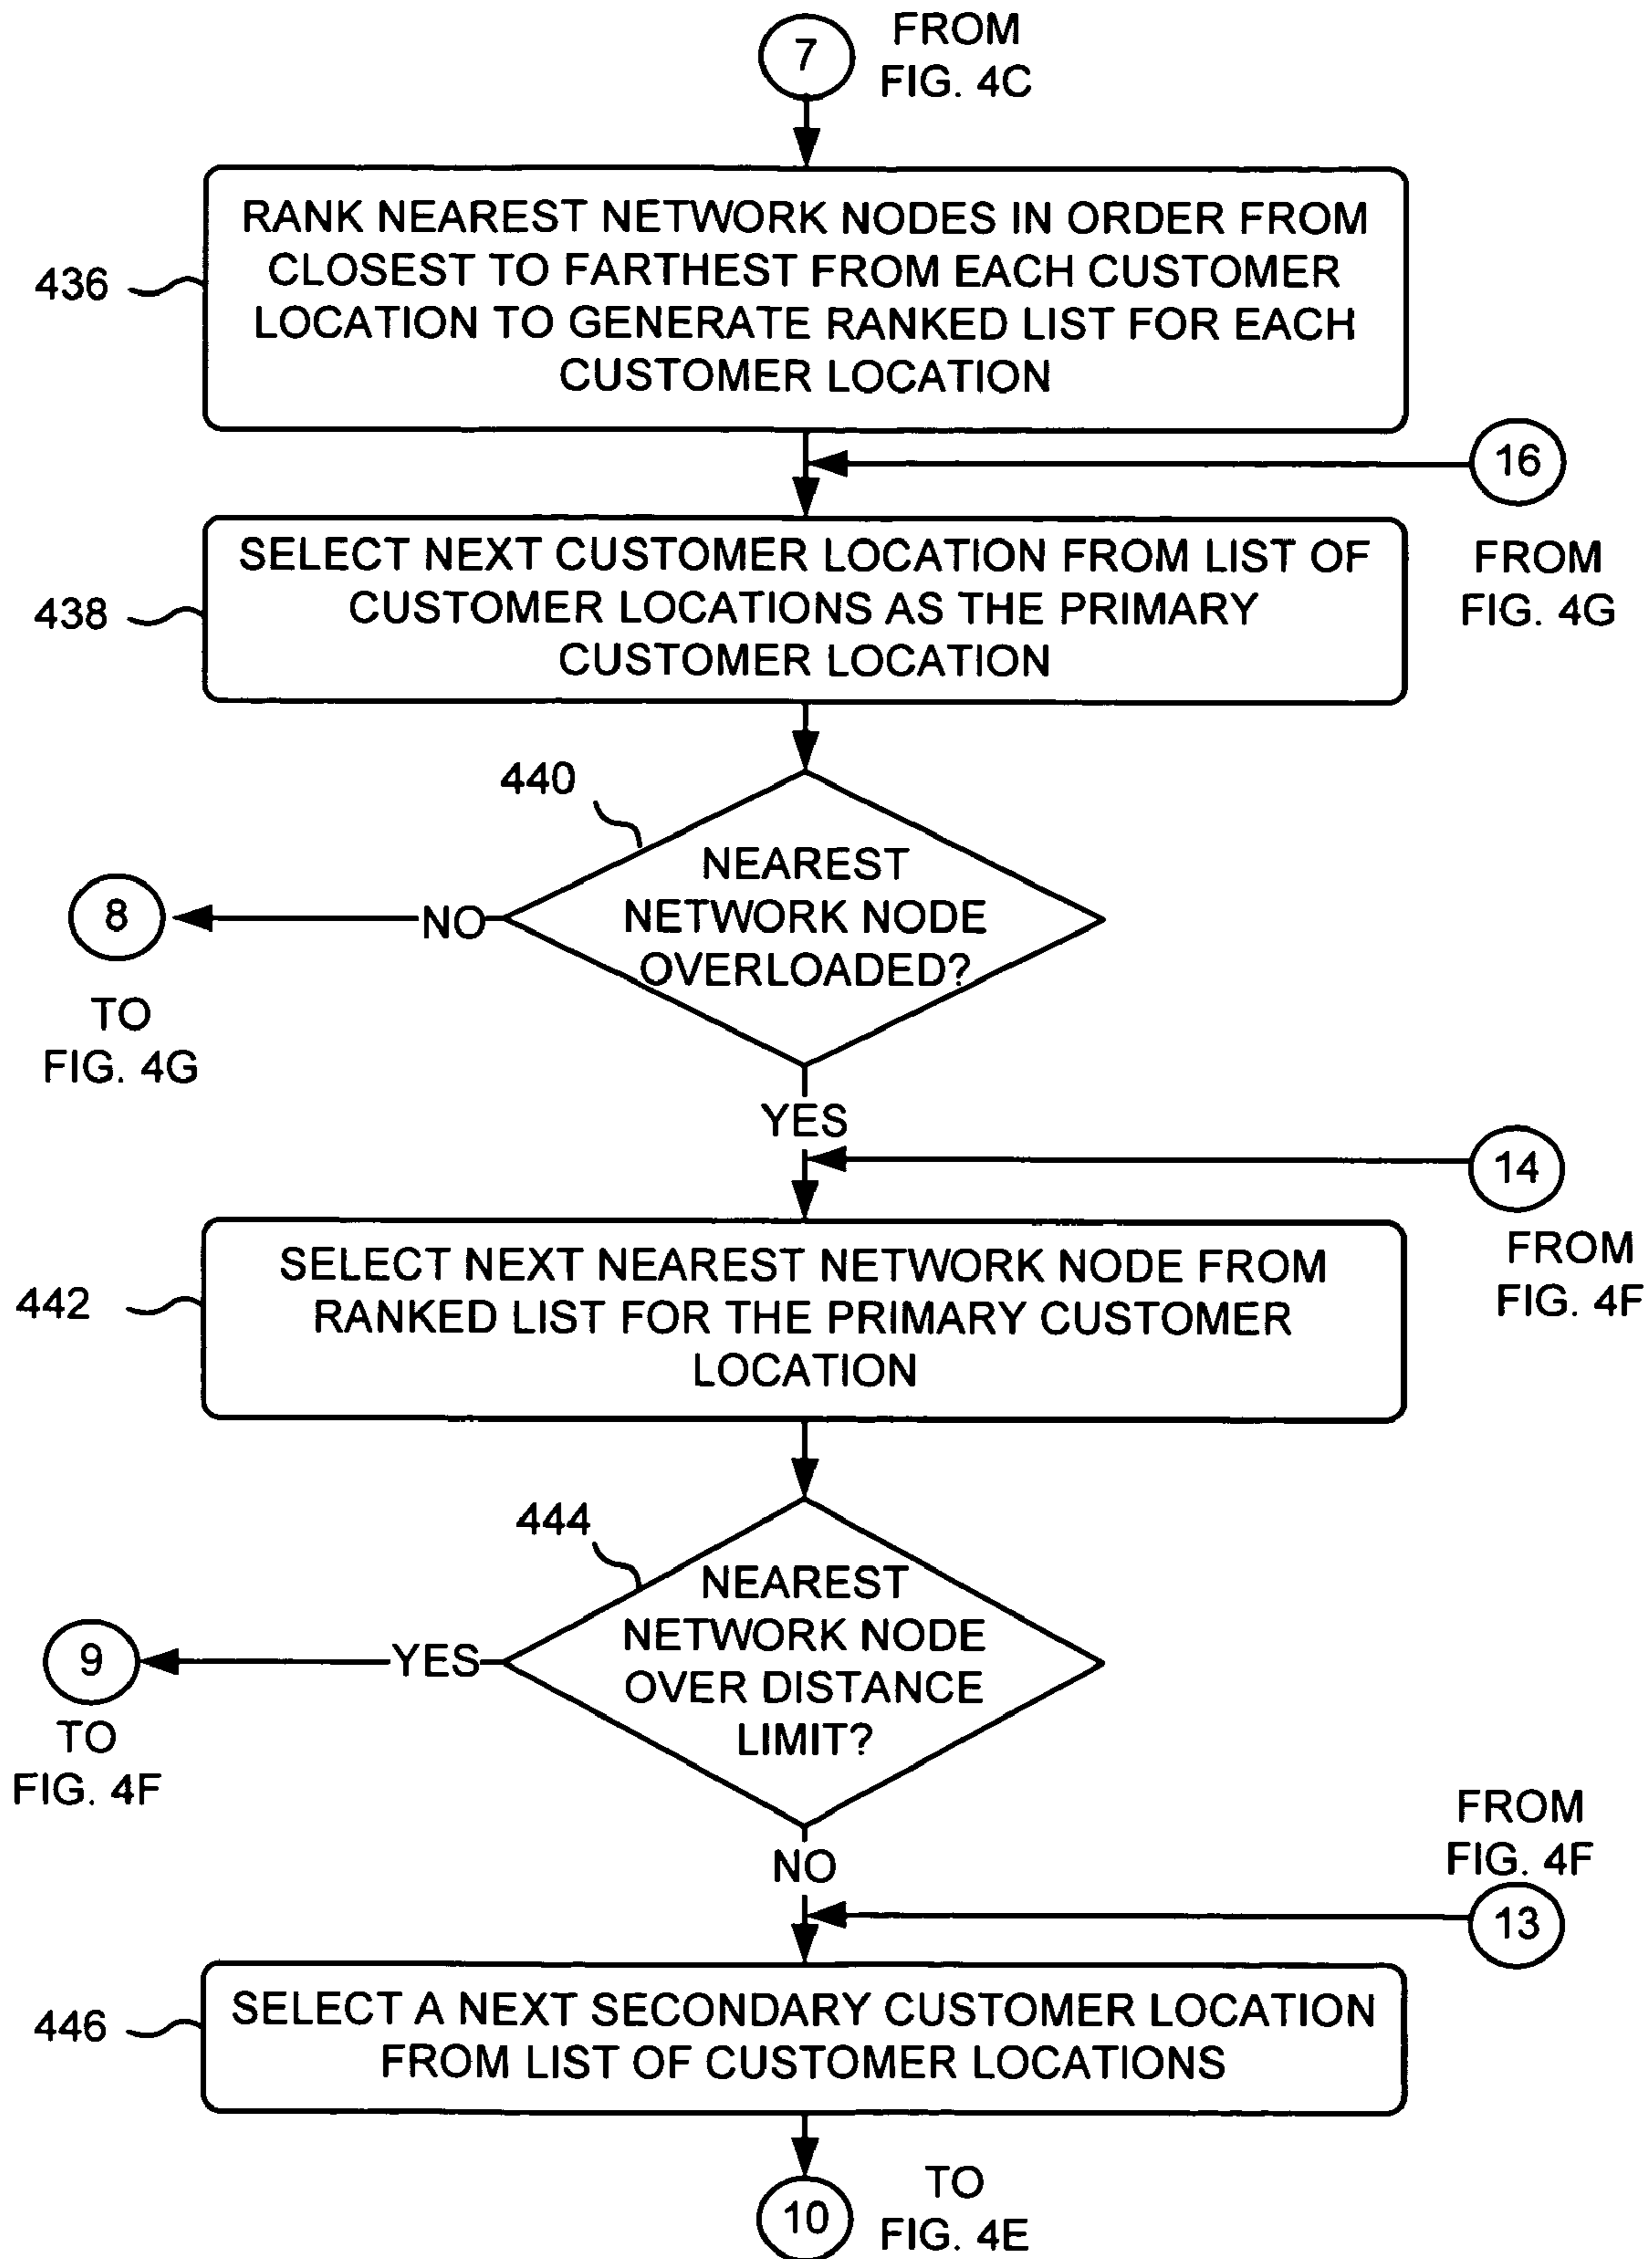 7
FROM
FIG. 4C
436
RANK NEAREST NETWORK NODES IN ORDER FROM
CLOSEST TO FARTHEST FROM EACH CUSTOMER
LOCATION TO GENERATE RANKED LIST FOR EACH
CUSTOMER LOCATION
16
FROM
FIG. 4G
438
SELECT NEXT CUSTOMER LOCATION FROM LIST OF
CUSTOMER LOCATIONS AS THE PRIMARY
CUSTOMER LOCATION
440
NEAREST
NETWORK NODE
OVERLOADED?
NO
8
TO
FIG. 4G
YES
14
FROM
FIG. 4F
442
SELECT NEXT NEAREST NETWORK NODE FROM
RANKED LIST FOR THE PRIMARY CUSTOMER
LOCATION
444
NEAREST
NETWORK NODE
OVER DISTANCE
LIMIT?
YES
9
TO
FIG. 4F
NO
FROM
FIG. 4F
13
446
SELECT A NEXT SECONDARY CUSTOMER LOCATION
FROM LIST OF CUSTOMER LOCATIONS
10
TO
FIG. 4E